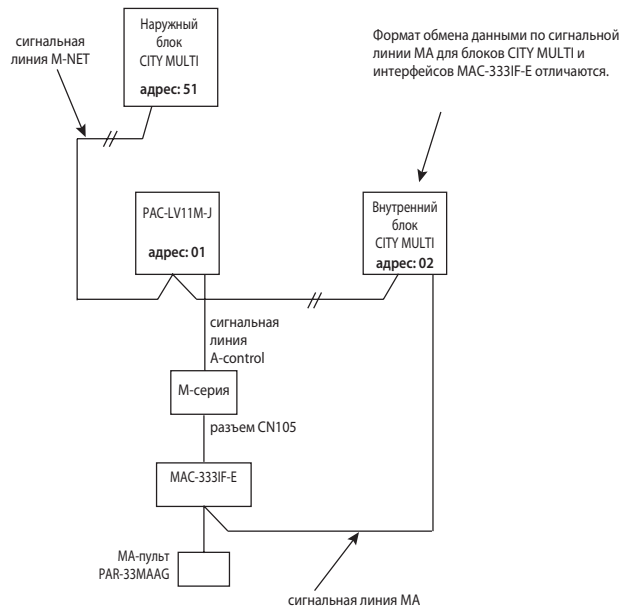 сигнальная
линия M-NET
Наружный
блок
CITY MULTI
адрес: 51
Формат обмена данными по сигнальной
линии MA для блоков CITY MULTI и
интерфейсов MAC-333IF-E отличаются.
PAC-LV11M-J
адрес: 01
Внутренний
блок
CITY MULTI
адрес: 02
сигнальная
линия
A-control
М-серия
разъем CN105
MAC-333IF-E
MA-пульт
PAR-33MAAG
сигнальная линия MA